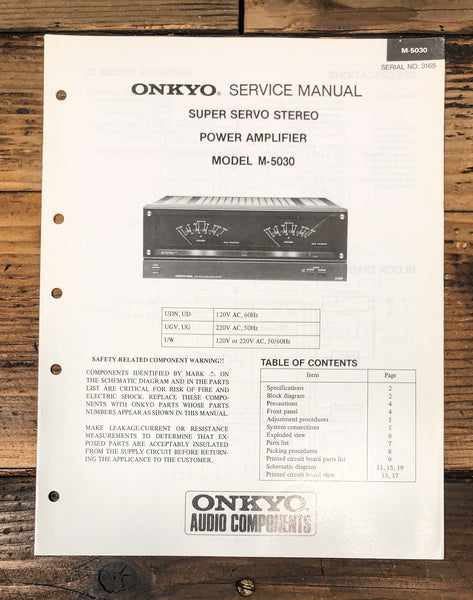 M-5030
SERIAL NO. 3165
ONKYO. SERVICE MANUAL
SUPER SERVO STEREO
POWER AMPLIFIER
MODEL M-5030
UDN, UD 120V AC, 60Hz
UGV, UG 220V AC, 50Hz
UW 120V or 220V AC, 50/60Hz
SAFETY-RELATED COMPONENT WARNING!!
COMPONENTS IDENTIFIED BY MARK ⚠ ON
THE SCHEMATIC DIAGRAM AND IN THE PARTS
LIST ARE CRITICAL FOR RISK OF FIRE AND
ELECTRIC SHOCK. REPLACE THESE COMPO-
NENTS WITH ONKYO PARTS WHOSE PARTS
NUMBERS APPEAR AS SHOWN IN THIS MANUAL.
MAKE LEAKAGE-CURRENT OR RESISTANCE
MEASUREMENTS TO DETERMINE THAT EX-
POSED PARTS ARE ACCEPTABLY INSULATED
FROM THE SUPPLY CIRCUIT BEFORE RETURN-
ING THE APPLICANCE TO THE CUSTOMER.
TABLE OF CONTENTS
Item Page
Specifications 2
Block diagram 2
Precautions 4
Front panel 4
Adjustment procedures 5
System connections 5
Exploded view 6
Parts list 7
Packing procedures 8
Printed circuit board parts list 9
Schematic diagram 11, 15, 19
Printed circuit board view 13, 17
ONKYO.
AUDIO COMPONENTS